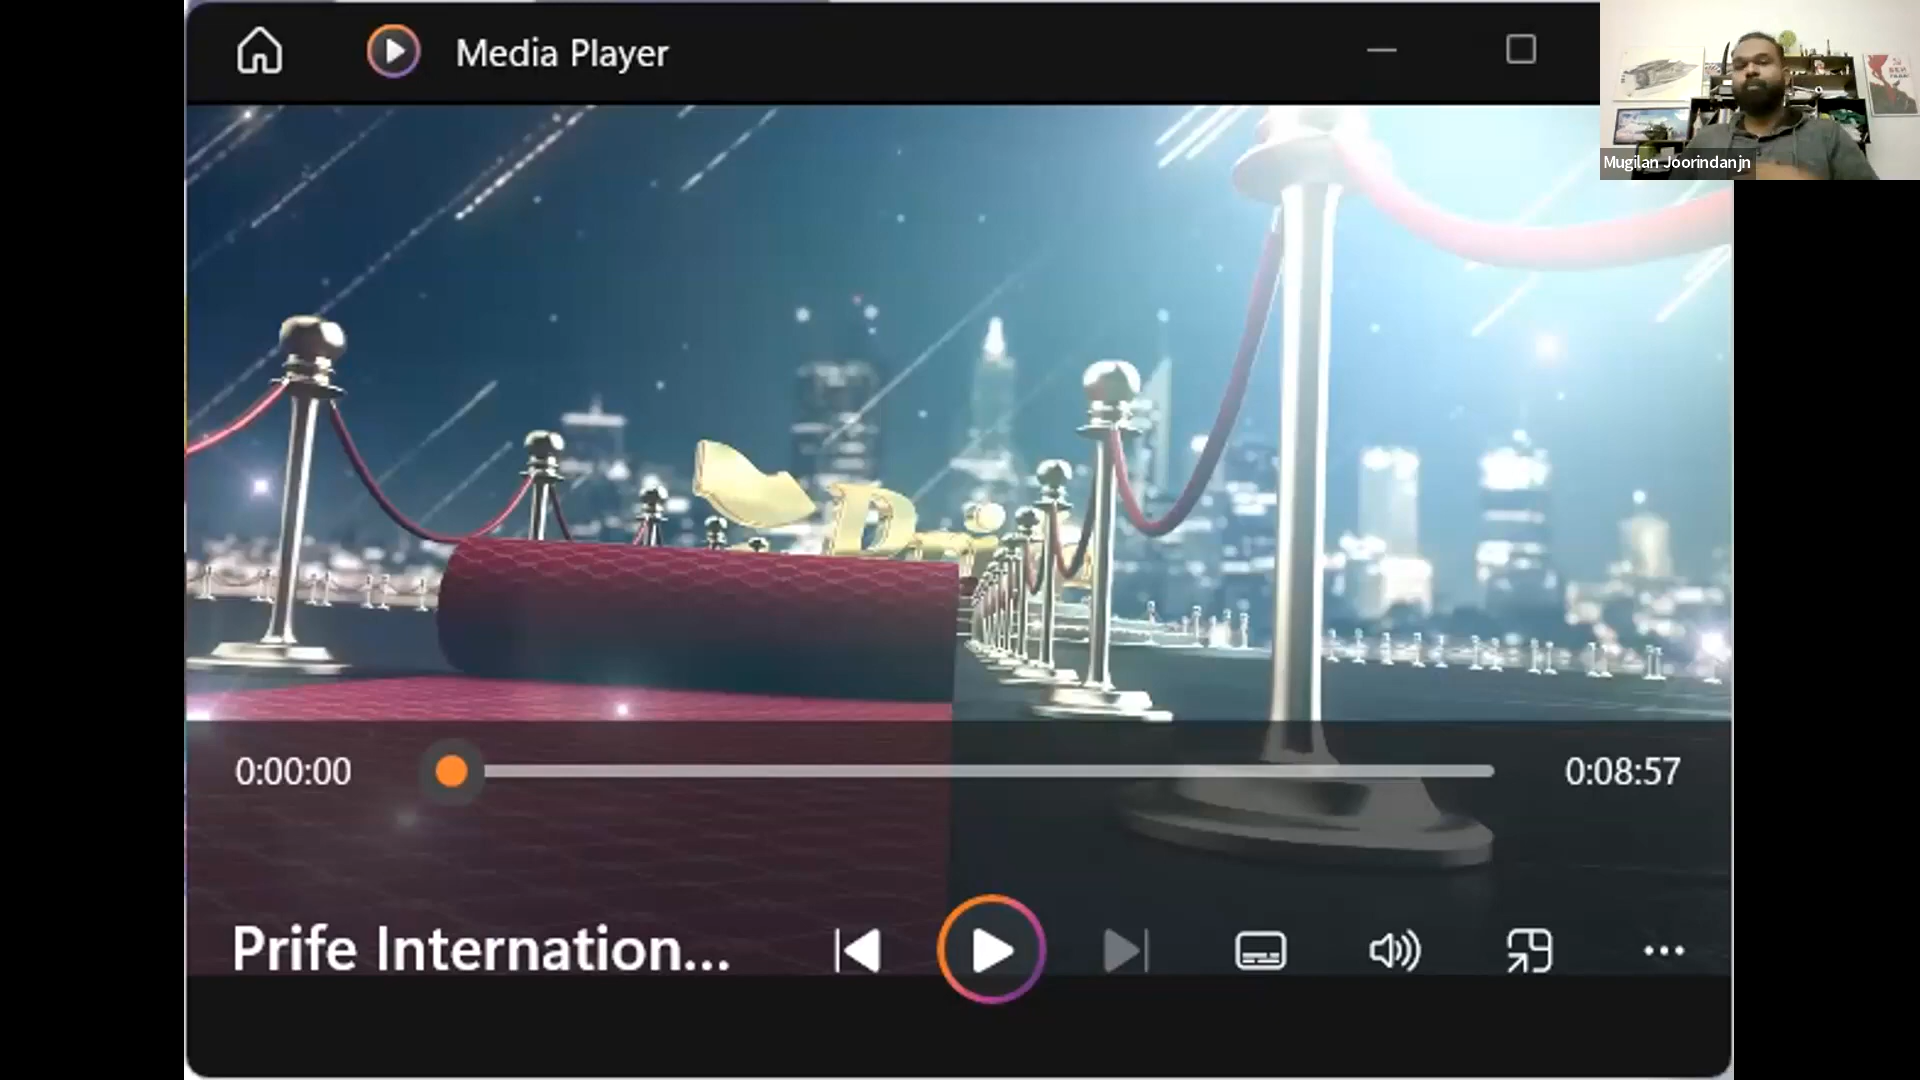 Media Player
Mugilan Joorindanjn
0:00:00
0:08:57
Prife Internation...